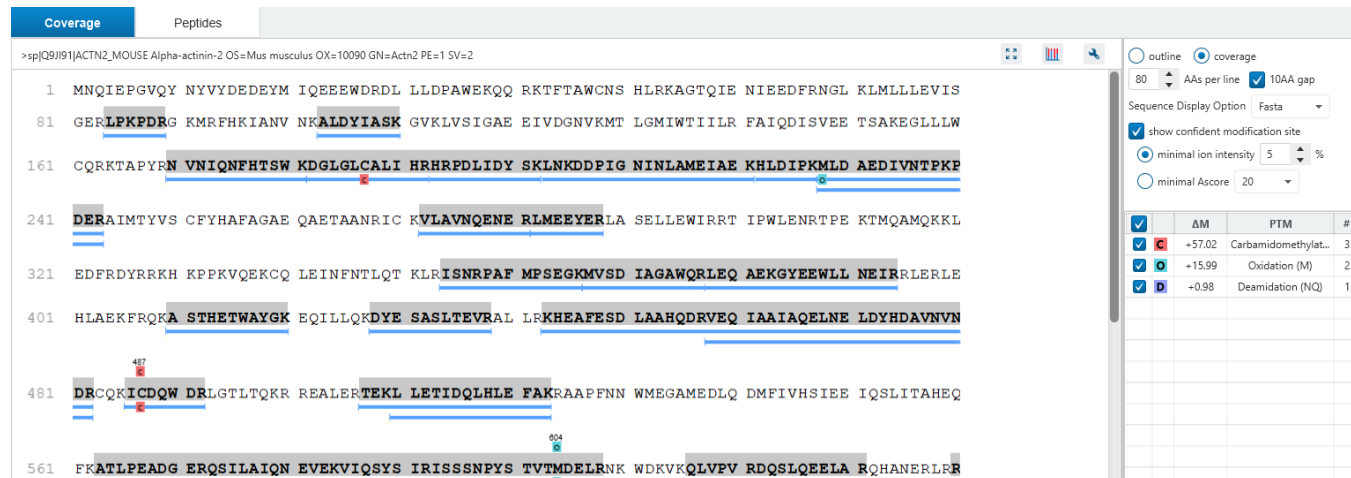 Coverage Peptides
>sp|Q9JI91|ACTN2_MOUSE Alpha-actinin-2 OS=Mus musculus OX=10090 GN=Actn2 PE=1 SV=2
1 MNQIEPGVQY NYVYDEDEYM IQEEEWDRDL LLDPAWEKQQ RKTFTAWCNS HLRKAGTQIE NIEEDFRNGL KLMLLLEVIS
81 GERLPKPDRG KMRFHKIANV NKALDYIASK GVKLVSIGAE EIVDGNVKMT LGMIWTIILR FAIQDISVEE TSAKEGLLLW
161 CQRKTAPYRN VNIQNFHTSW KDGLGLCALI HRHRPDLIDY SKLNKDDPIG NINLAMEIAE KHLDIPKMLD AEDIVNTPKP
C O
241 DERAIMTYVS CFYHAFAGAE QAETAANRIC KVLAVNQENE RLMEEYERLA SELLEWIRRT IPWLENRTPE KTMQAMQKKL
321 EDFRDYRRKH KPPKVQEKCQ LEINFNTLQT KLRISNRPAF MPSEGKMVSD IAGAWQRLEQ AEKGYEEWLL NEIRRLERLE
401 HLAEKFRQKA STHETWAYGK EQILLQKDYE SASLTEVRAL LRKHEAFESD LAAHQDRVEQ IAAIAQELNE LDYHDAVNVN
487
C
481 DRCQKICDQW DRLGTLTQKR REALERTEKL LETIDQLHLE FAKRAAPFNN WMEGAMEDLQ DMFIVHSIEE IQSLITAHEQ
C
604
O
561 FKATLPEADG ERQSILAIQN EVEKVIQSYS IRISSSNPYS TVTMDELRNK WDKVKQLVPV RDQSLQEELA RQHANERLRR
outline coverage
80 AAs per line 10AA gap
Sequence Display Option Fasta
show confident modification site
minimal ion intensity 5 %
minimal Ascore 20
ΔM PTM #
C +57.02 Carbamidomethylat... 3
O +15.99 Oxidation (M) 2
D +0.98 Deamidation (NQ) 1